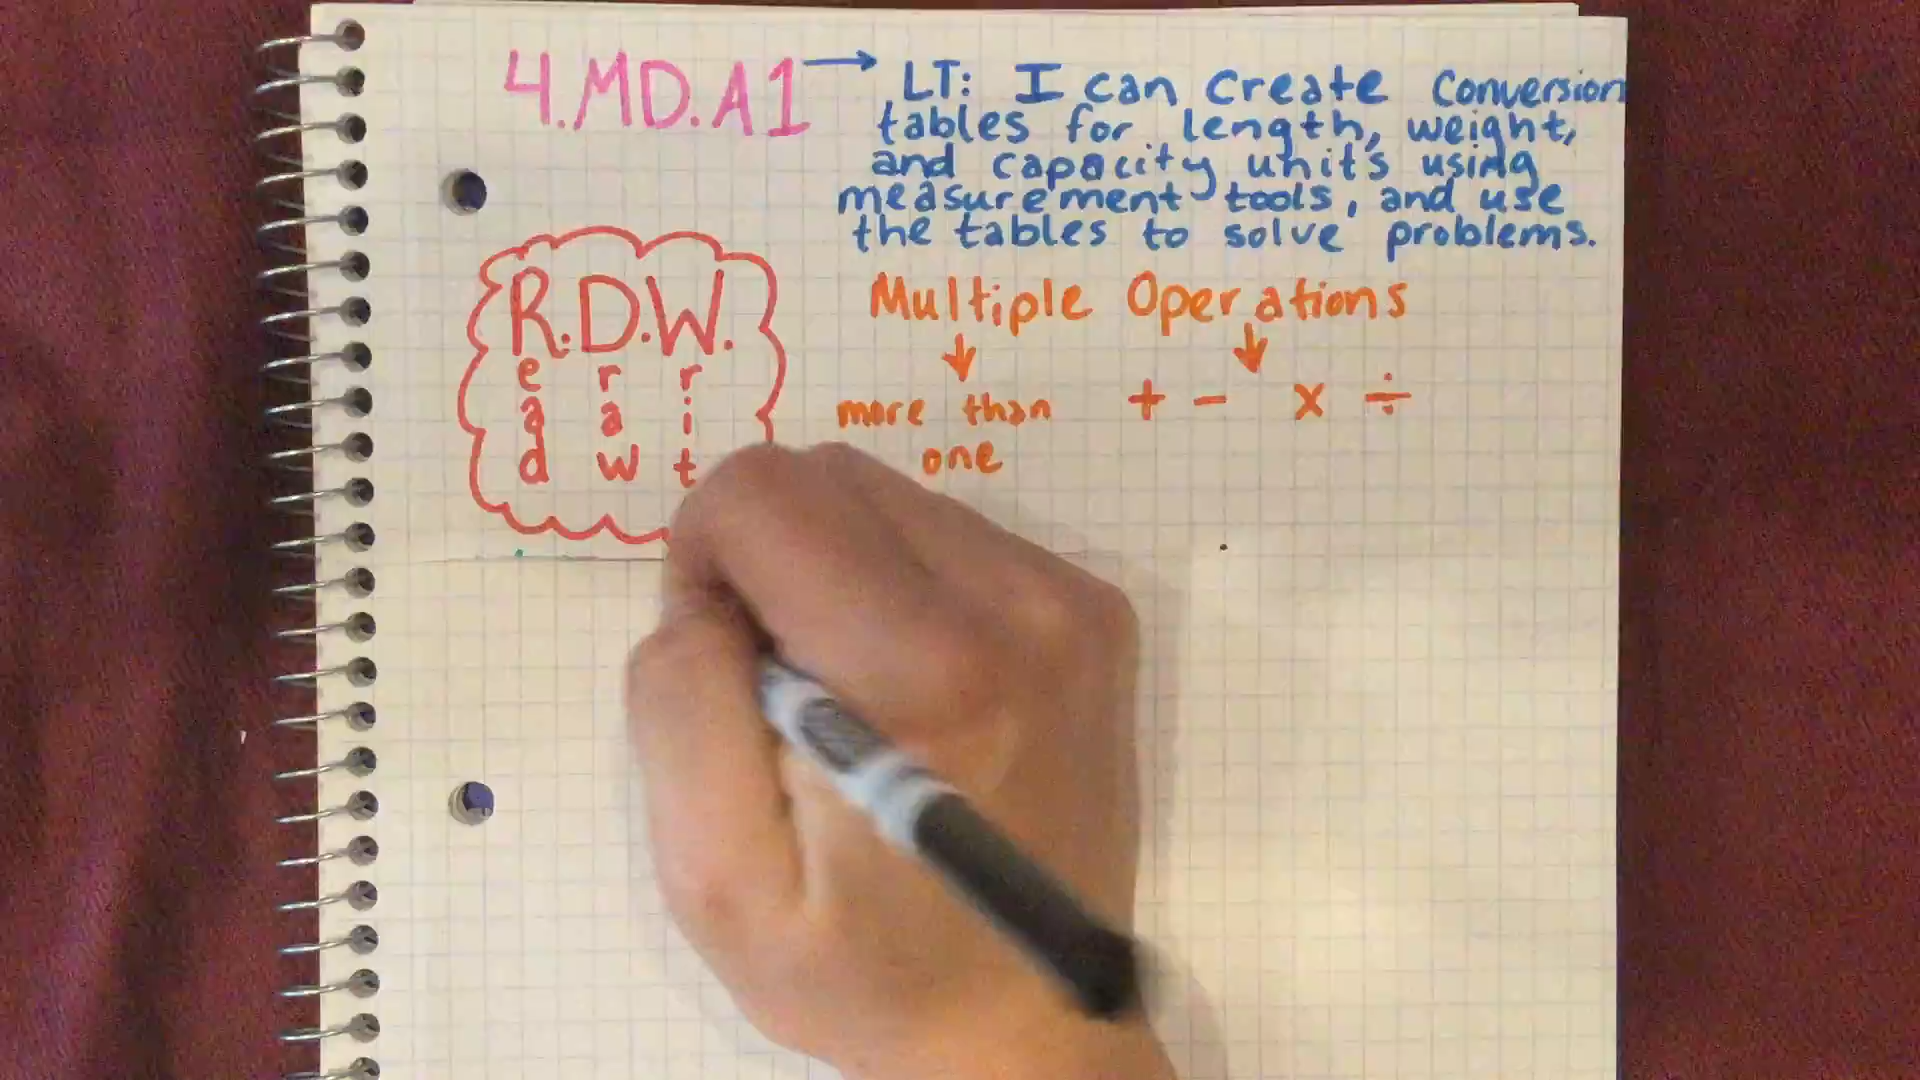 4.MD.A1 → LT: I can create conversion
tables for length, weight,
and capacity units using
measurement tools, and use
the tables to solve problems.
R.D.W.
e r r
a a i
d w t
Multiple Operations
more than
one
+ - x ÷